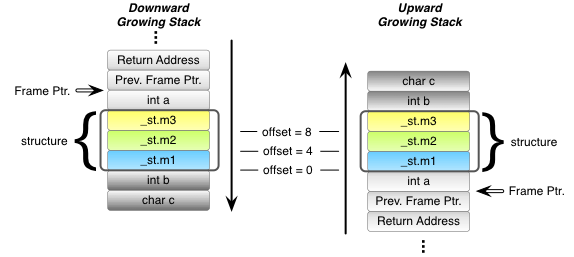 Downward
Growing Stack
Return Address
Prev. Frame Ptr.
Frame Ptr.
int a
_st.m3
structure
_st.m2
_st.m1
int b
char c
offset = 8
offset = 4
offset = 0
Upward
Growing Stack
char c
int b
_st.m3
_st.m2
structure
_st.m1
int a
Frame Ptr.
Prev. Frame Ptr.
Return Address